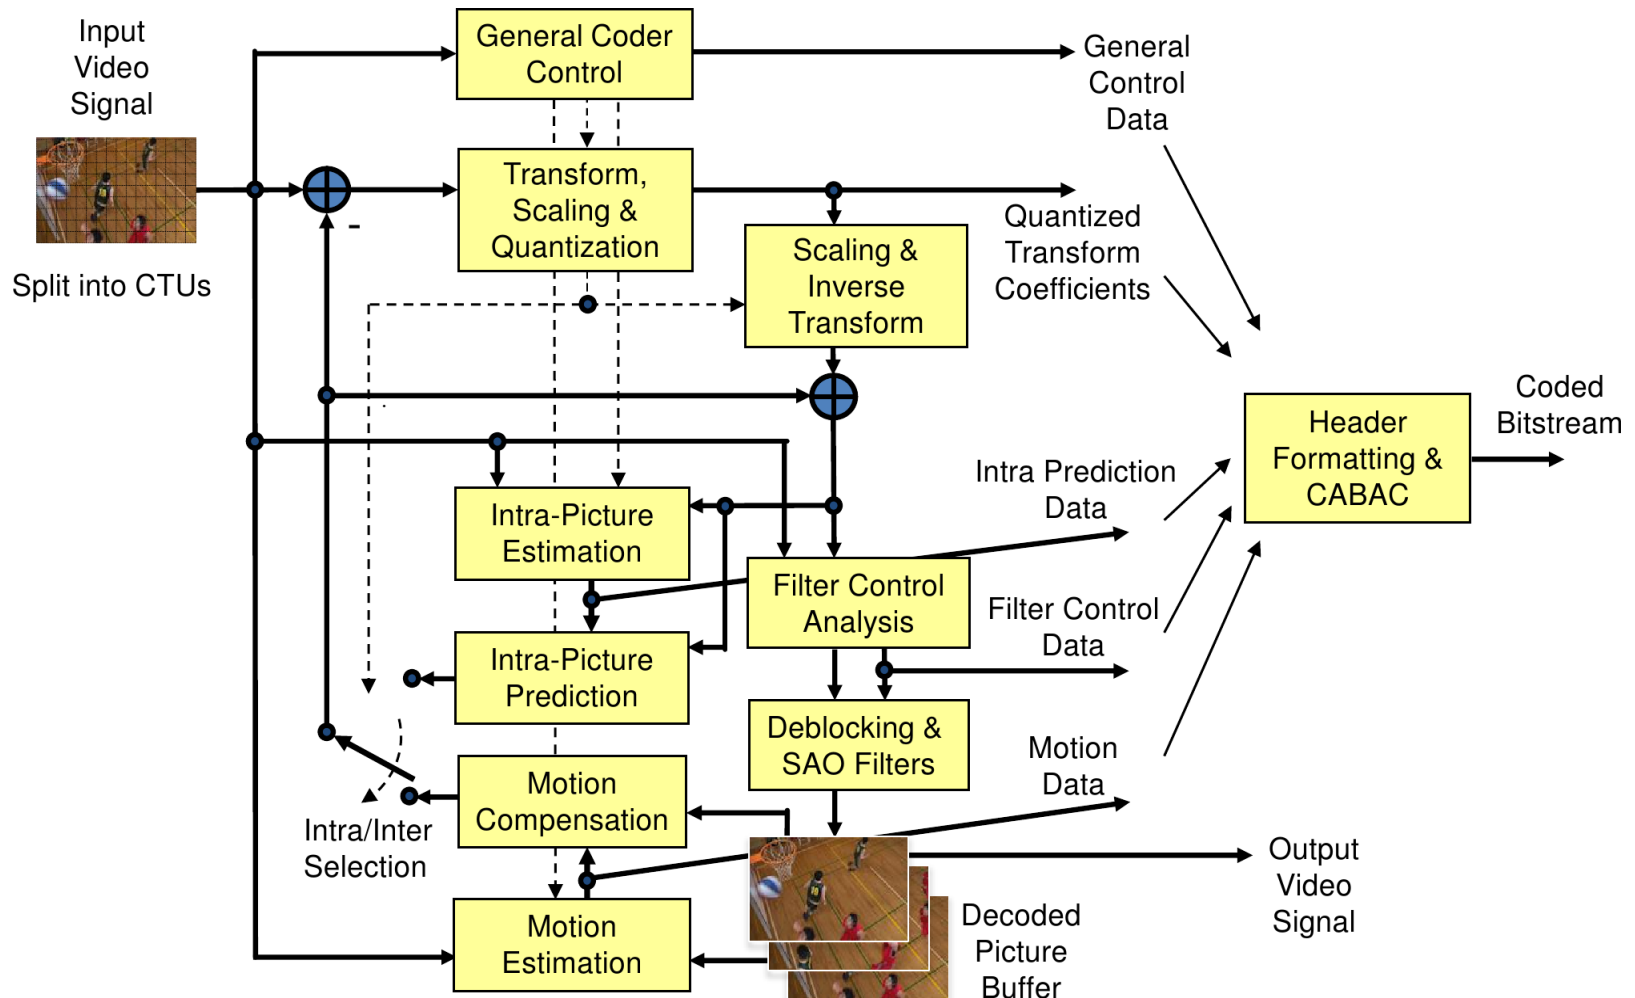 Input
Video
Signal
Split into CTUs
General Coder
Control
General
Control
Data
Transform,
Scaling &
Quantization
Quantized
Transform
Coefficients
-
Scaling &
Inverse
Transform
Header
Formatting &
CABAC
Coded
Bitstream
Intra-Picture
Estimation
Intra Prediction
Data
Filter Control
Analysis
Filter Control
Data
Intra-Picture
Prediction
Deblocking &
SAO Filters
Motion
Data
Motion
Compensation
Intra/Inter
Selection
Output
Video
Signal
Motion
Estimation
Decoded
Picture
Buffer